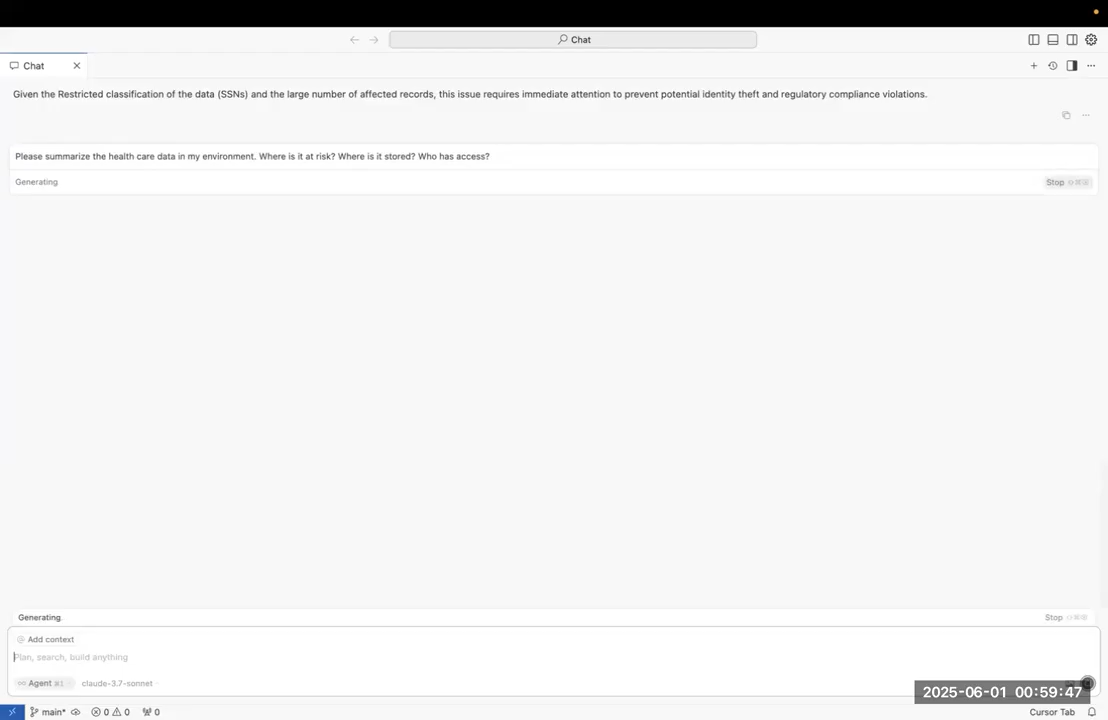 Chat
Chat
Given the Restricted classification of the data (SSNs) and the large number of affected records, this issue requires immediate attention to prevent potential identity theft and regulatory compliance violations.
Please summarize the health care data in my environment. Where is it at risk? Where is it stored? Who has access?
Generating
Stop
Generating
Stop
@ Add context
Plan, search, build anything
∞ Agent ⌘I
claude-3.7-sonnet
2025-06-01 00:59:47
main*
0
0
0
Cursor Tab